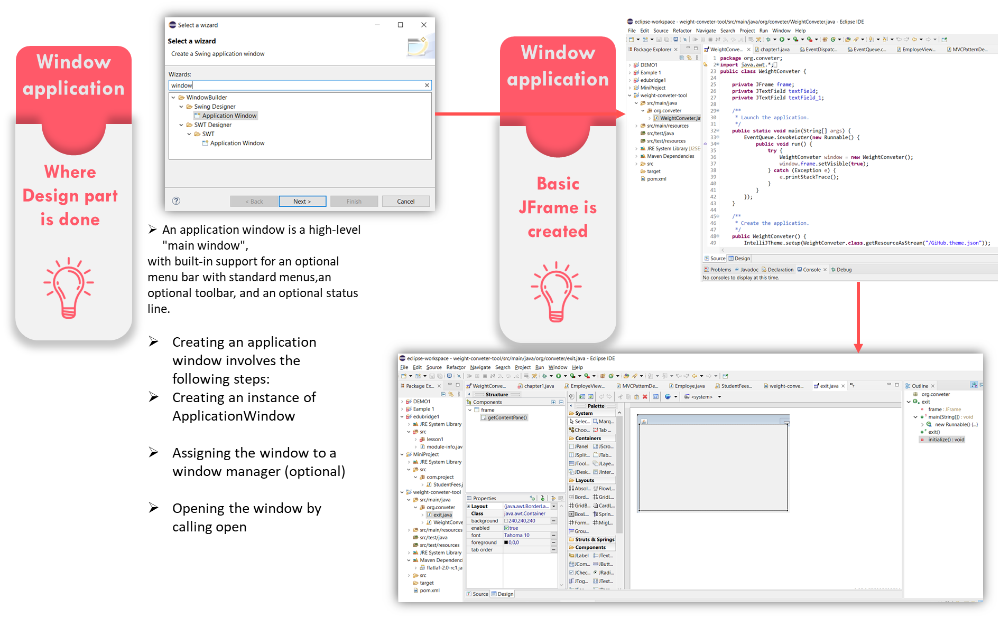 Window
application
Where
Design part
is done
Select a wizard
Select a wizard
Create a Swing application window
Wizards:
window
WindowBuilder
Swing Designer
Application Window
SWT Designer
SWT
Application Window
< Back
Next >
Finish
Cancel
➢ An application window is a high-level
"main window",
with built-in support for an optional
menu bar with standard menus,an
optional toolbar, and an optional status
line.
➢ Creating an application
window involves the
following steps:
➢ Creating an instance of
ApplicationWindow
➢ Assigning the window to a
window manager (optional)
➢ Opening the window by
calling open
Window
application
Basic
JFrame is
created
eclipse-workspace - weight-conveter-tool/src/main/java/org/conveter/WeightConveter.java - Eclipse IDE
File Edit Source Refactor Navigate Search Project Run Window Help
Package Explorer
WeightConve... chapter1.java EventDispatc... EventQueue.c... EmployeView... MVCPatternDe...
DEMO1
Eample 1
edubridge1
MiniProject
weight-conveter-tool
src/main/java
org.conveter
WeightConveter.ja
src/main/resources
src/test/java
src/test/resources
JRE System Library [J2SE-
Maven Dependencies
src
target
pom.xml
1 package org.conveter;
2 import java.awt.*;
23 public class WeightConveter {
24
25 private JFrame frame;
26 private JTextField textField;
27 private JTextField textField_1;
28
29 /**
30 * Launch the application.
31 */
32 public static void main(String[] args) {
33 EventQueue.invokeLater(new Runnable() {
34 public void run() {
35 try {
36 WeightConveter window = new WeightConveter();
37 window.frame.setVisible(true);
38 } catch (Exception e) {
39 e.printStackTrace();
40 }
41 }
42 });
43 }
44
45 /**
46 * Create the application.
47 */
48 public WeightConveter() {
49 IntelliJTheme.setup(WeightConveter.class.getResourceAsStream("/GiHub.theme.json"));
Source Design
Problems Javadoc Declaration Console Debug
No consoles to display at this time.
eclipse-workspace - weight-conveter-tool/src/main/java/org/conveter/exit.java - Eclipse IDE
File Edit Source Refactor Navigate Search Project Run Window Help
Package Ex...
WeightConve... chapter1.java EmployeView... MVCPatternDe... Employe.java StudentFees... weight-conve... exit.java
DEMO1
Eample 1
edubridge1
JRE System Library
src
lesson1
module-info.jav
MiniProject
JRE System Library
src
com.project
StudentFees.j
weight-conveter-tool
src/main/java
org.conveter
exit.java
WeightConve
src/main/resources
src/test/java
src/test/resources
JRE System Library
Maven Dependenci
flatlaf-2.0-rc1.ja
src
target
pom.xml
Structure
Components
frame
getContentPane()
Properties
Layout (java.awt.BorderLa...
Class java.awt.Container
background 240,240,240
enabled true
font Tahoma 10
foreground 0,0,0
tab order
Source Design
<system>
Palette
System
Selec... Marq...
Choo... Tab ...
Containers
JPanel JScro...
JSplit... JTab...
JTool... JLaye...
JDesk... JInter...
Layouts
Absol... FlowL...
Bord... GridL...
GridB... CardL...
BoxL... Sprin...
Form... MigL...
Grou...
Struts & Springs
Components
JLabel JText...
JCom... JButt...
JChec... JRadi...
JTog... JText...
Outline
org.conveter
exit
frame : JFrame
main(String[]) : void
new Runnable() {...}
exit()
initialize() : void